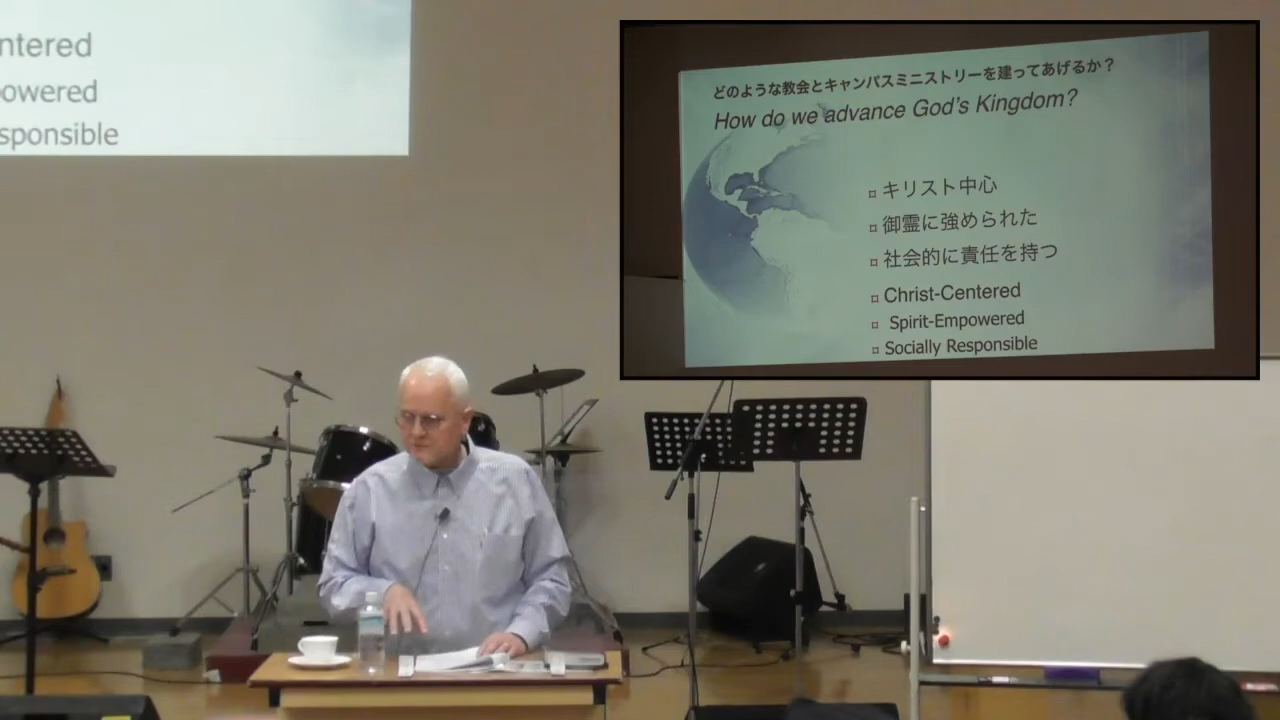 ntered
owered
sponsible
どのような教会とキャンパスミニストリーを建ってあげるか？
How do we advance God's Kingdom?
キリスト中心
御霊に強められた
社会的に責任を持つ
Christ-Centered
Spirit-Empowered
Socially Responsible